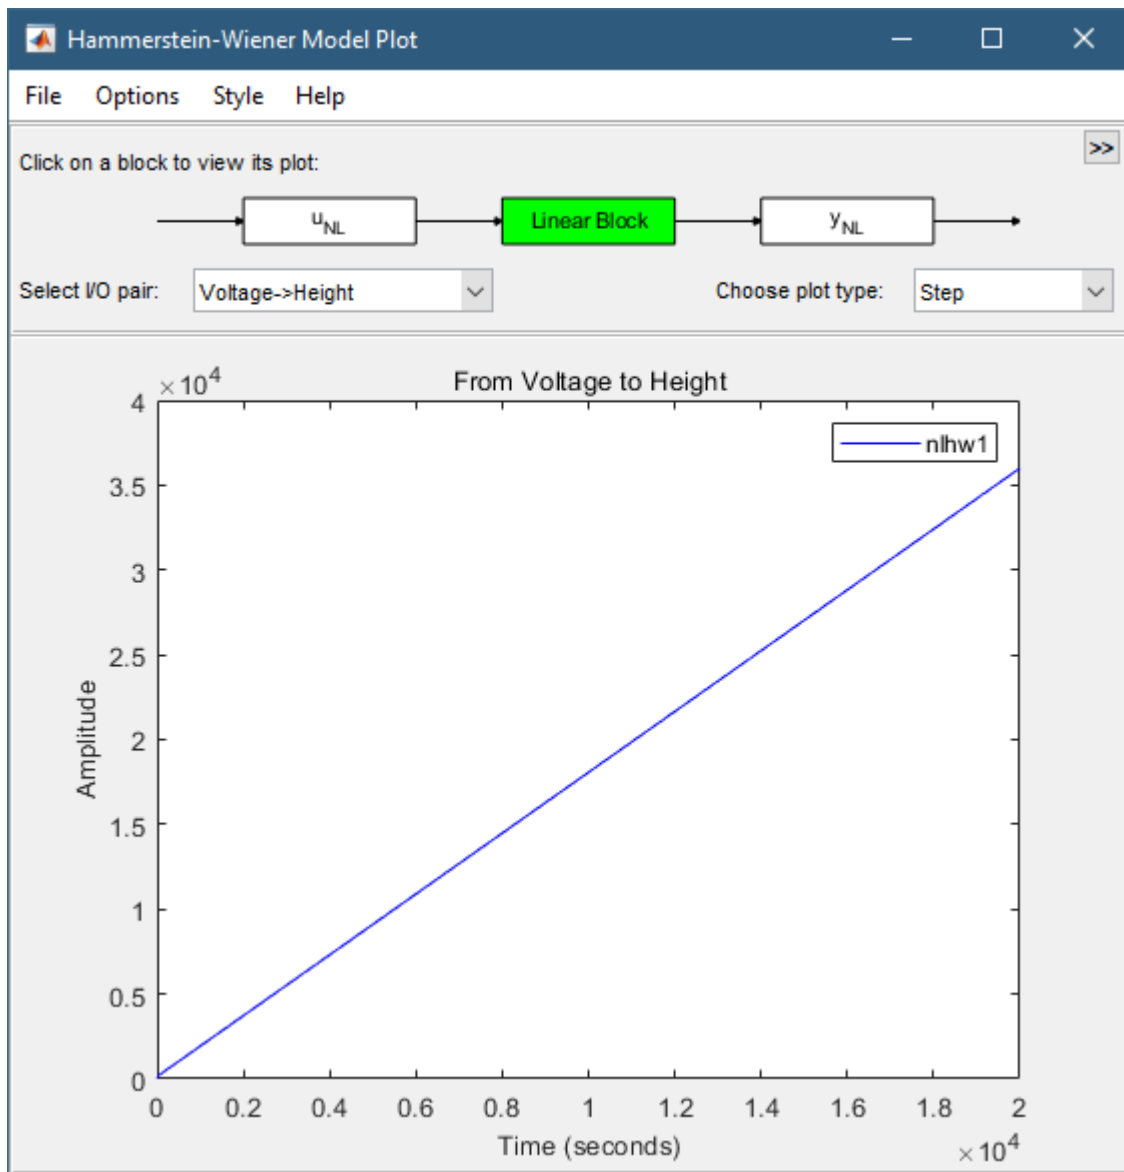 Hammerstein-Wiener Model Plot
File Options Style Help
Click on a block to view its plot:
>>
uNL Linear Block yNL
Select I/O pair: Voltage->Height Choose plot type: Step
×10^4 From Voltage to Height
nlhw1
4
3.5
3
2.5
2
1.5
1
0.5
0
Amplitude
0 0.2 0.4 0.6 0.8 1 1.2 1.4 1.6 1.8 2
Time (seconds) ×10^4